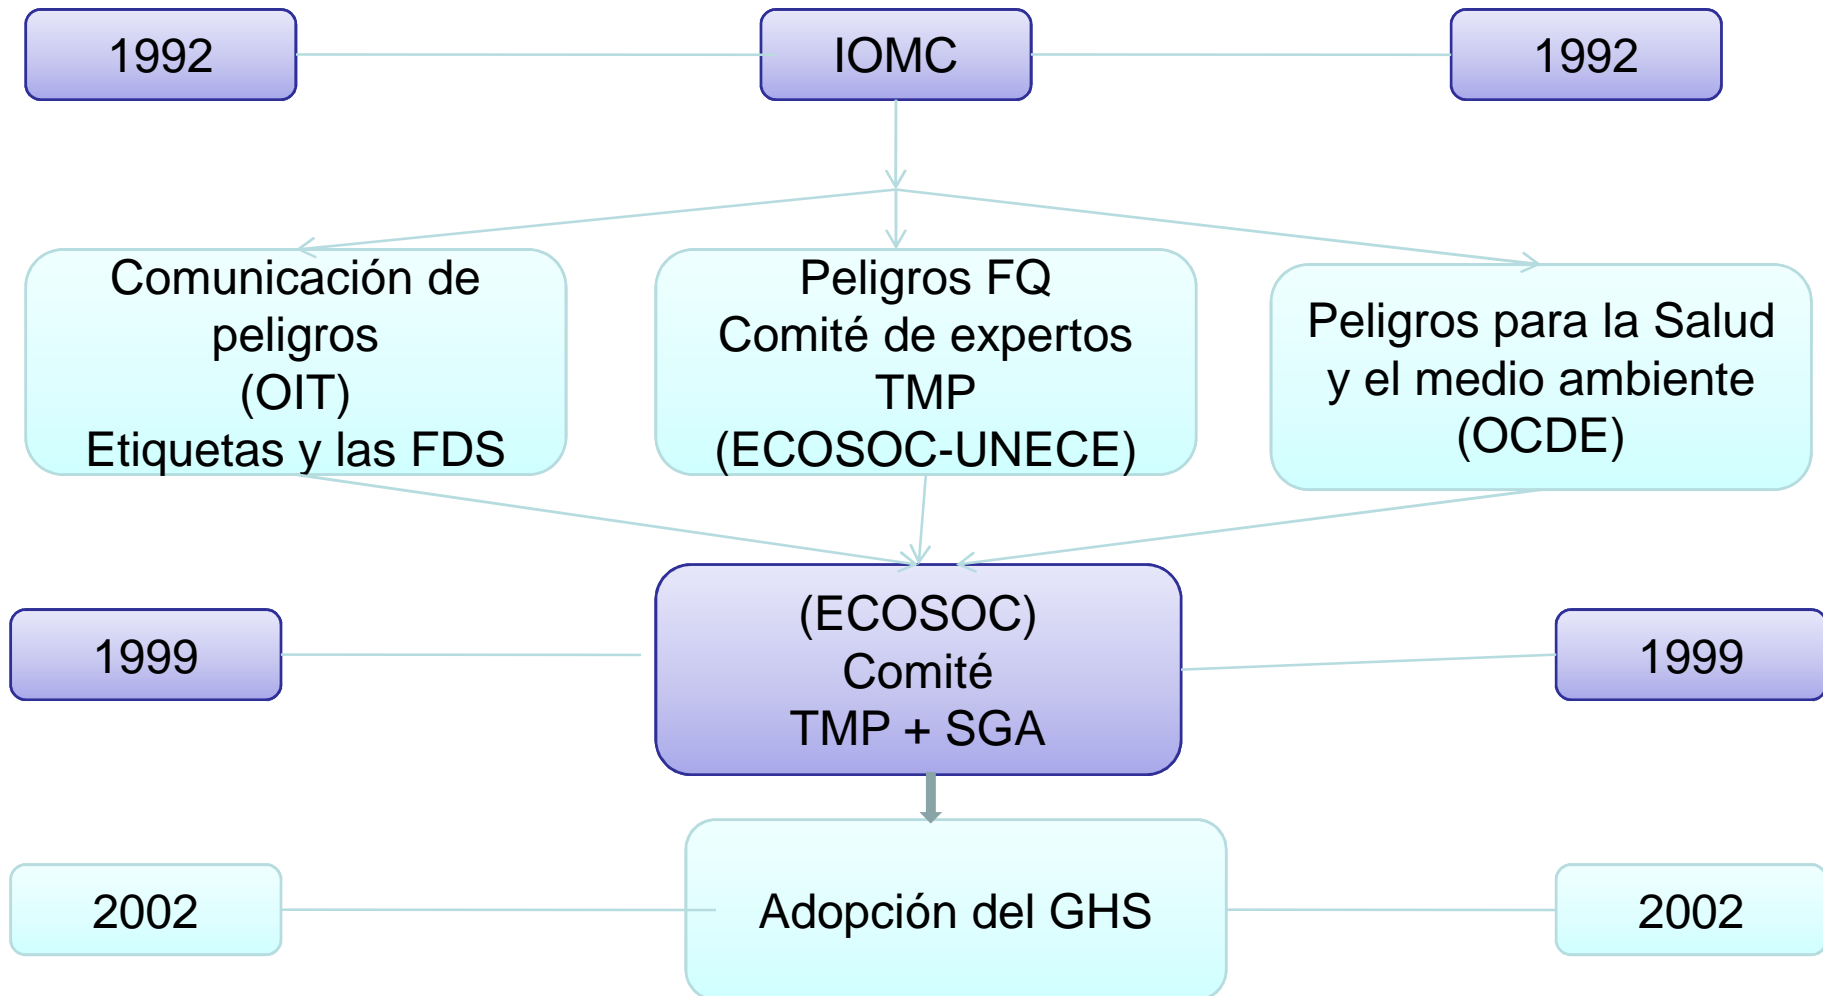 1992
IOMC
1992
Comunicación de
peligros
(OIT)
Etiquetas y las FDS
Peligros FQ
Comité de expertos
TMP
(ECOSOC-UNECE)
Peligros para la Salud
y el medio ambiente
(OCDE)
1999
(ECOSOC)
Comité
TMP + SGA
1999
2002
Adopción del GHS
2002